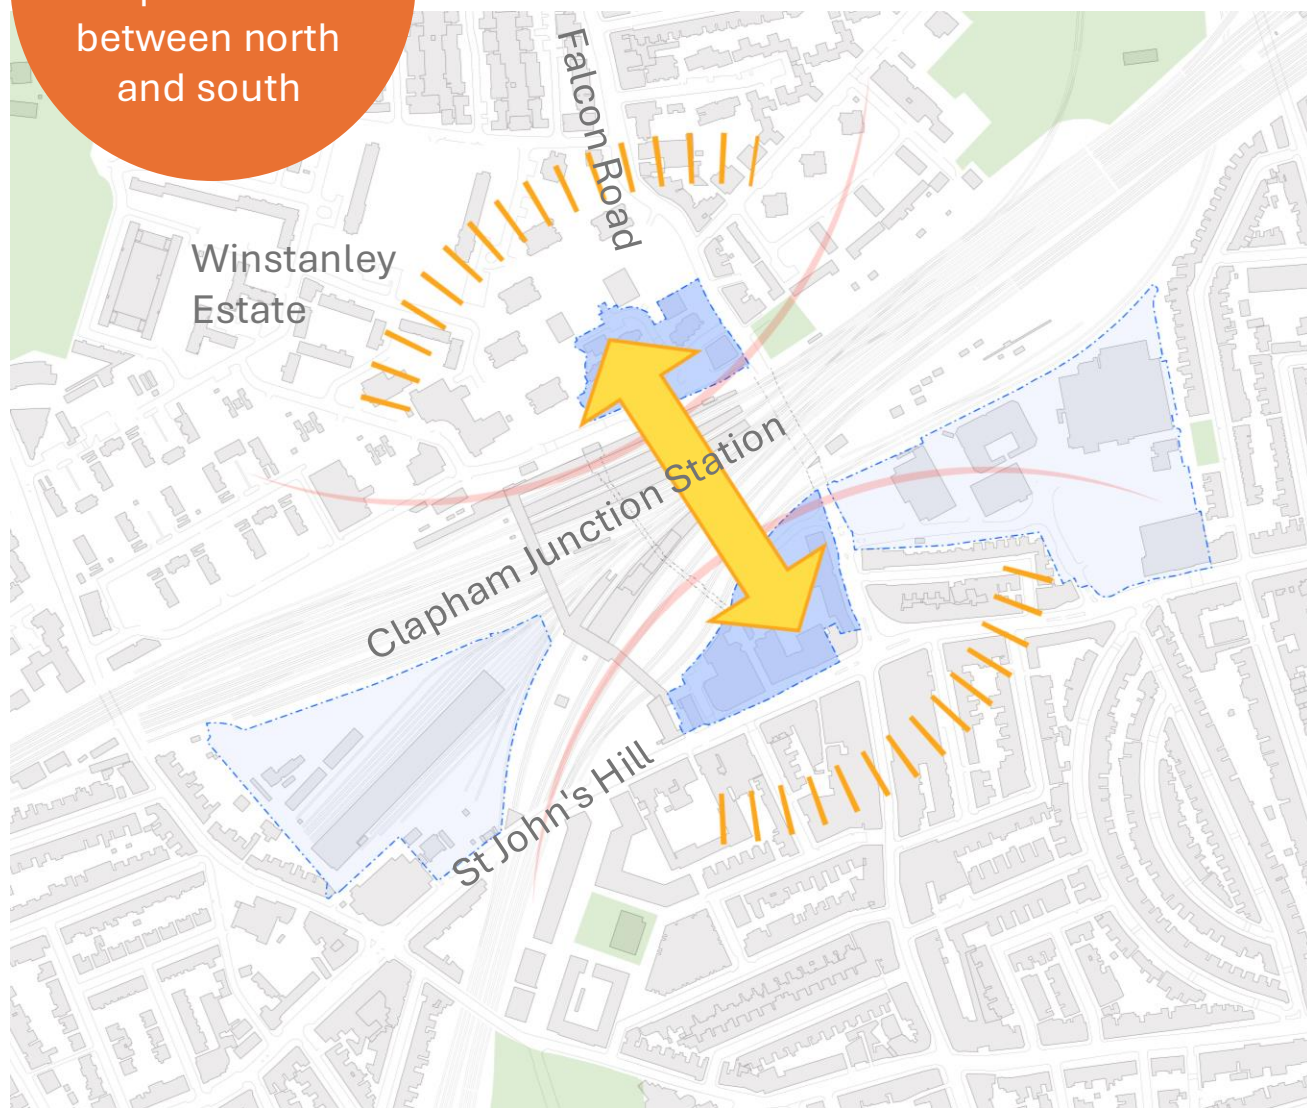 between north
and south
Falcon Road
Winstanley
Estate
Clapham Junction Station
St John's Hill